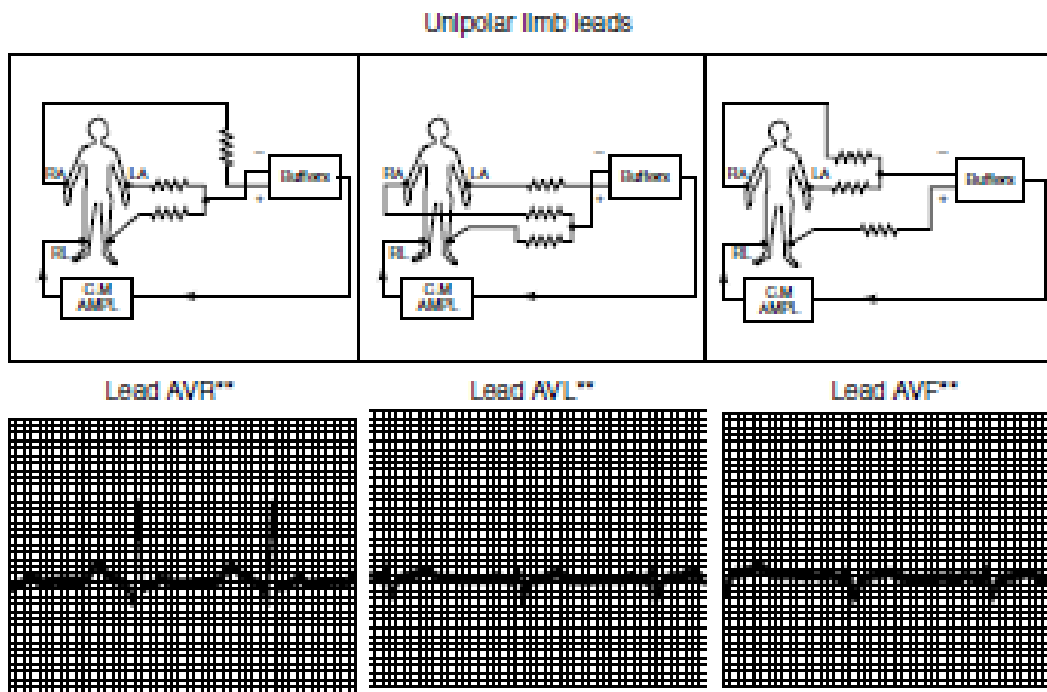 Unipolar limb leads
RA LA − + Buffers
RL
C.M
AMPL
RA LA − + Buffers
RL
C.M
AMPL
RA LA − + Buffers
RL
C.M
AMPL
Lead AVR** Lead AVL** Lead AVF**